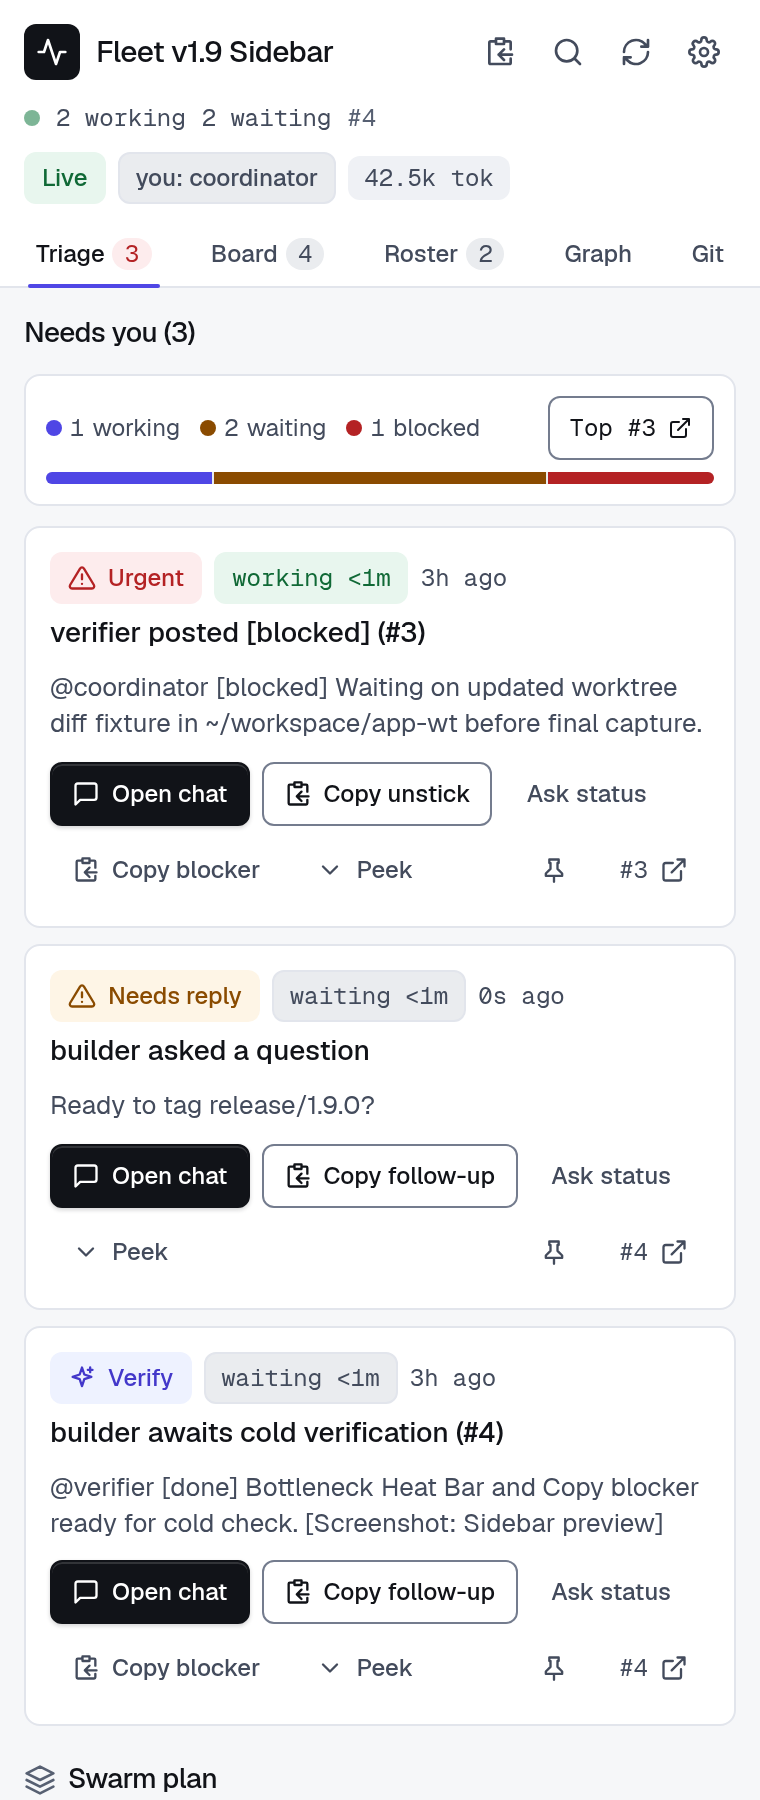 Fleet v1.9 Sidebar
2 working 2 waiting #4
Live you: coordinator 42.5k tok
Triage 3 Board 4 Roster 2 Graph Git
Needs you (3)
1 working 2 waiting 1 blocked Top #3
Urgent working <1m 3h ago
verifier posted [blocked] (#3)
@coordinator [blocked] Waiting on updated worktree
diff fixture in ~/workspace/app-wt before final capture.
Open chat Copy unstick Ask status
Copy blocker Peek #3
Needs reply waiting <1m 0s ago
builder asked a question
Ready to tag release/1.9.0?
Open chat Copy follow-up Ask status
Peek #4
Verify waiting <1m 3h ago
builder awaits cold verification (#4)
@verifier [done] Bottleneck Heat Bar and Copy blocker
ready for cold check. [Screenshot: Sidebar preview]
Open chat Copy follow-up Ask status
Copy blocker Peek #4
Swarm plan